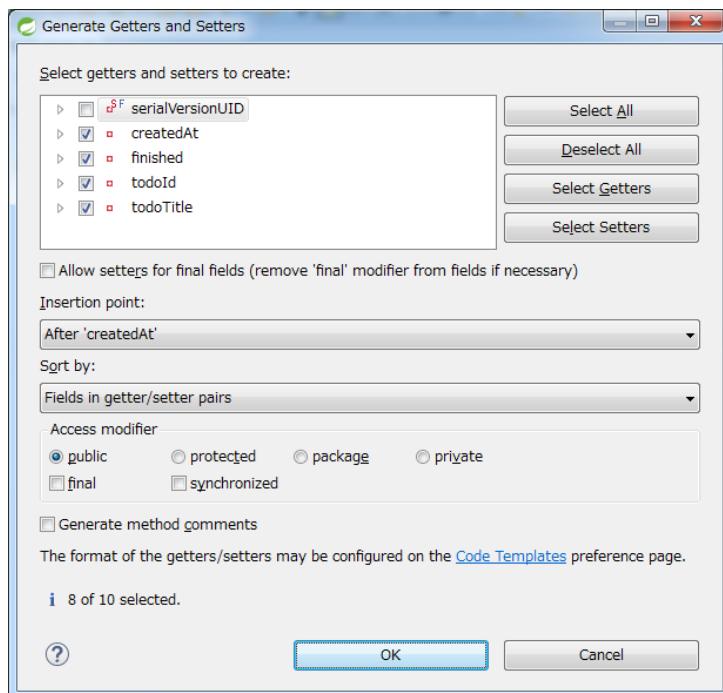 Generate Getters and Setters
Select getters and setters to create:
serialVersionUID
createdAt
finished
todoId
todoTitle
Select All
Deselect All
Select Getters
Select Setters
Allow setters for final fields (remove 'final' modifier from fields if necessary)
Insertion point:
After 'createdAt'
Sort by:
Fields in getter/setter pairs
Access modifier
public protected package private
final synchronized
Generate method comments
The format of the getters/setters may be configured on the Code Templates preference page.
i 8 of 10 selected.
? OK Cancel